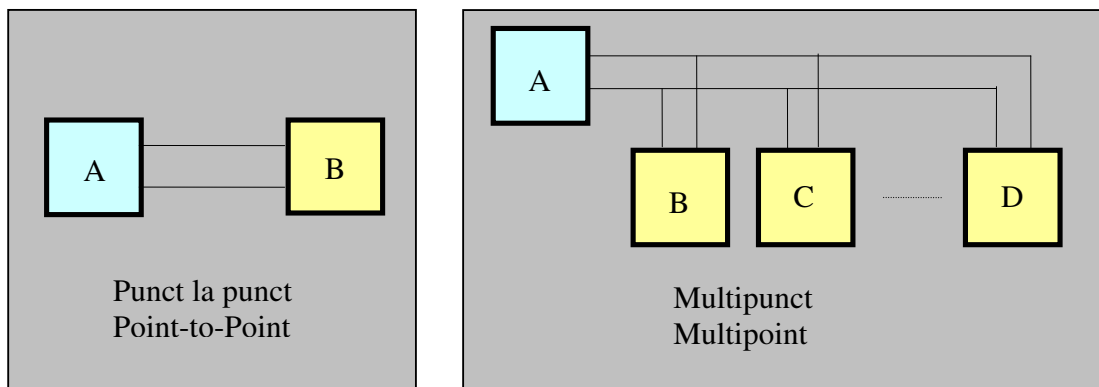 A
B
Punct la punct
Point-to-Point
A
B
C
D
Multipunct
Multipoint